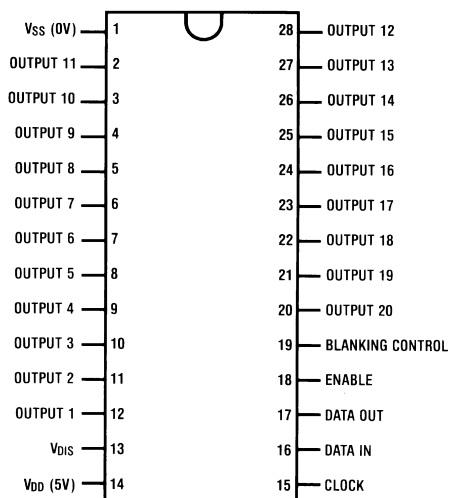 VSS (0V) 1 28 OUTPUT 12
OUTPUT 11 2 27 OUTPUT 13
OUTPUT 10 3 26 OUTPUT 14
OUTPUT 9 4 25 OUTPUT 15
OUTPUT 8 5 24 OUTPUT 16
OUTPUT 7 6 23 OUTPUT 17
OUTPUT 6 7 22 OUTPUT 18
OUTPUT 5 8 21 OUTPUT 19
OUTPUT 4 9 20 OUTPUT 20
OUTPUT 3 10 19 BLANKING CONTROL
OUTPUT 2 11 18 ENABLE
OUTPUT 1 12 17 DATA OUT
VDIS 13 16 DATA IN
VDD (5V) 14 15 CLOCK